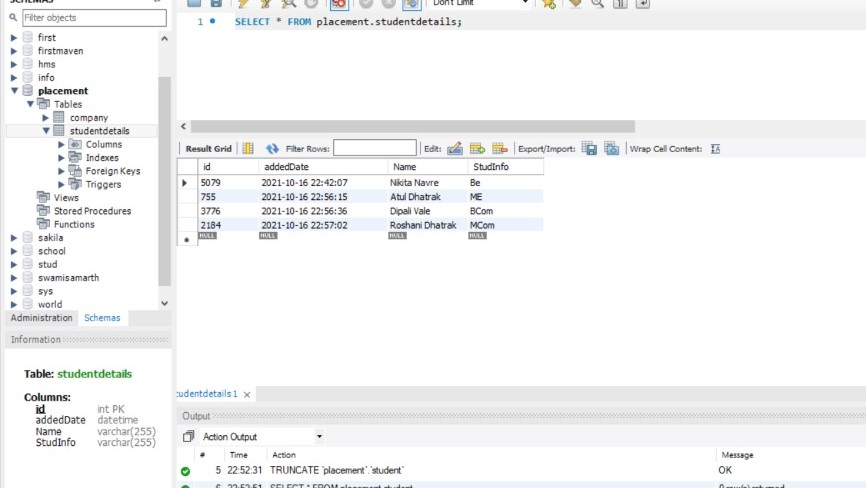 SCHEMAS
Filter objects
first
firstmaven
hms
info
placement
Tables
company
studentdetails
Columns
Indexes
Foreign Keys
Triggers
Views
Stored Procedures
Functions
sakila
school
stud
swamisamarth
sys
world
Administration Schemas
Information
Table: studentdetails
Columns:
id int PK
addedDate datetime
Name varchar(255)
StudInfo varchar(255)
Don't Limit
1 SELECT * FROM placement.studentdetails;
Result Grid Filter Rows: Edit: Export/Import: Wrap Cell Content:
id addedDate Name StudInfo
5079 2021-10-16 22:42:07 Nikita Navre Be
755 2021-10-16 22:56:15 Atul Dhatrak ME
3776 2021-10-16 22:56:36 Dipali Vale BCom
2184 2021-10-16 22:57:02 Roshani Dhatrak MCom
NULL NULL NULL NULL
tudentdetails 1
Output
Action Output
# Time Action Message
5 22:52:31 TRUNCATE `placement`.`student` OK
6 22:52:51 SELECT * FROM placement.student 0 row(s) returned